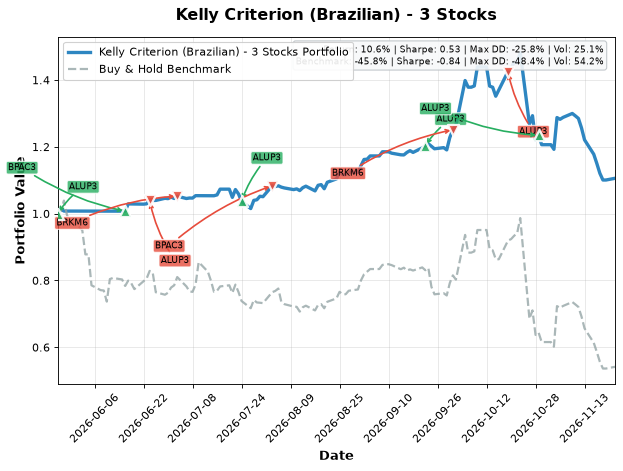 Kelly Criterion (Brazilian) - 3 Stocks
Kelly Criterion (Brazilian) - 3 Stocks Portfolio
Buy & Hold Benchmark
: 10.6% | Sharpe: 0.53 | Max DD: -25.8% | Vol: 25.1%
Benchmark: -45.8% | Sharpe: -0.84 | Max DD: -48.4% | Vol: 54.2%
Portfolio Value
1.4
1.2
1.0
0.8
0.6
BPAC3
ALUP3
BRKM6
BPAC3
ALUP3
ALUP3
BRKM6
ALUP3
ALUP3
ALUP3
2026-06-06
2026-06-22
2026-07-08
2026-07-24
2026-08-09
2026-08-25
2026-09-10
2026-09-26
2026-10-12
2026-10-28
2026-11-13
Date